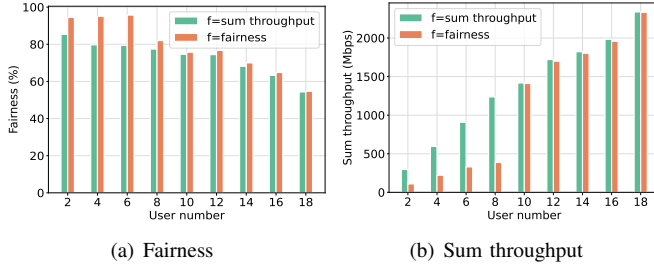 100
80
60
40
20
0
Fairness (%)
f=sum throughput
f=fairness
2 4 6 8 10 12 14 16 18
User number
(a) Fairness
2000
1500
1000
500
0
Sum throughput (Mbps)
f=sum throughput
f=fairness
2 4 6 8 10 12 14 16 18
User number
(b) Sum throughput